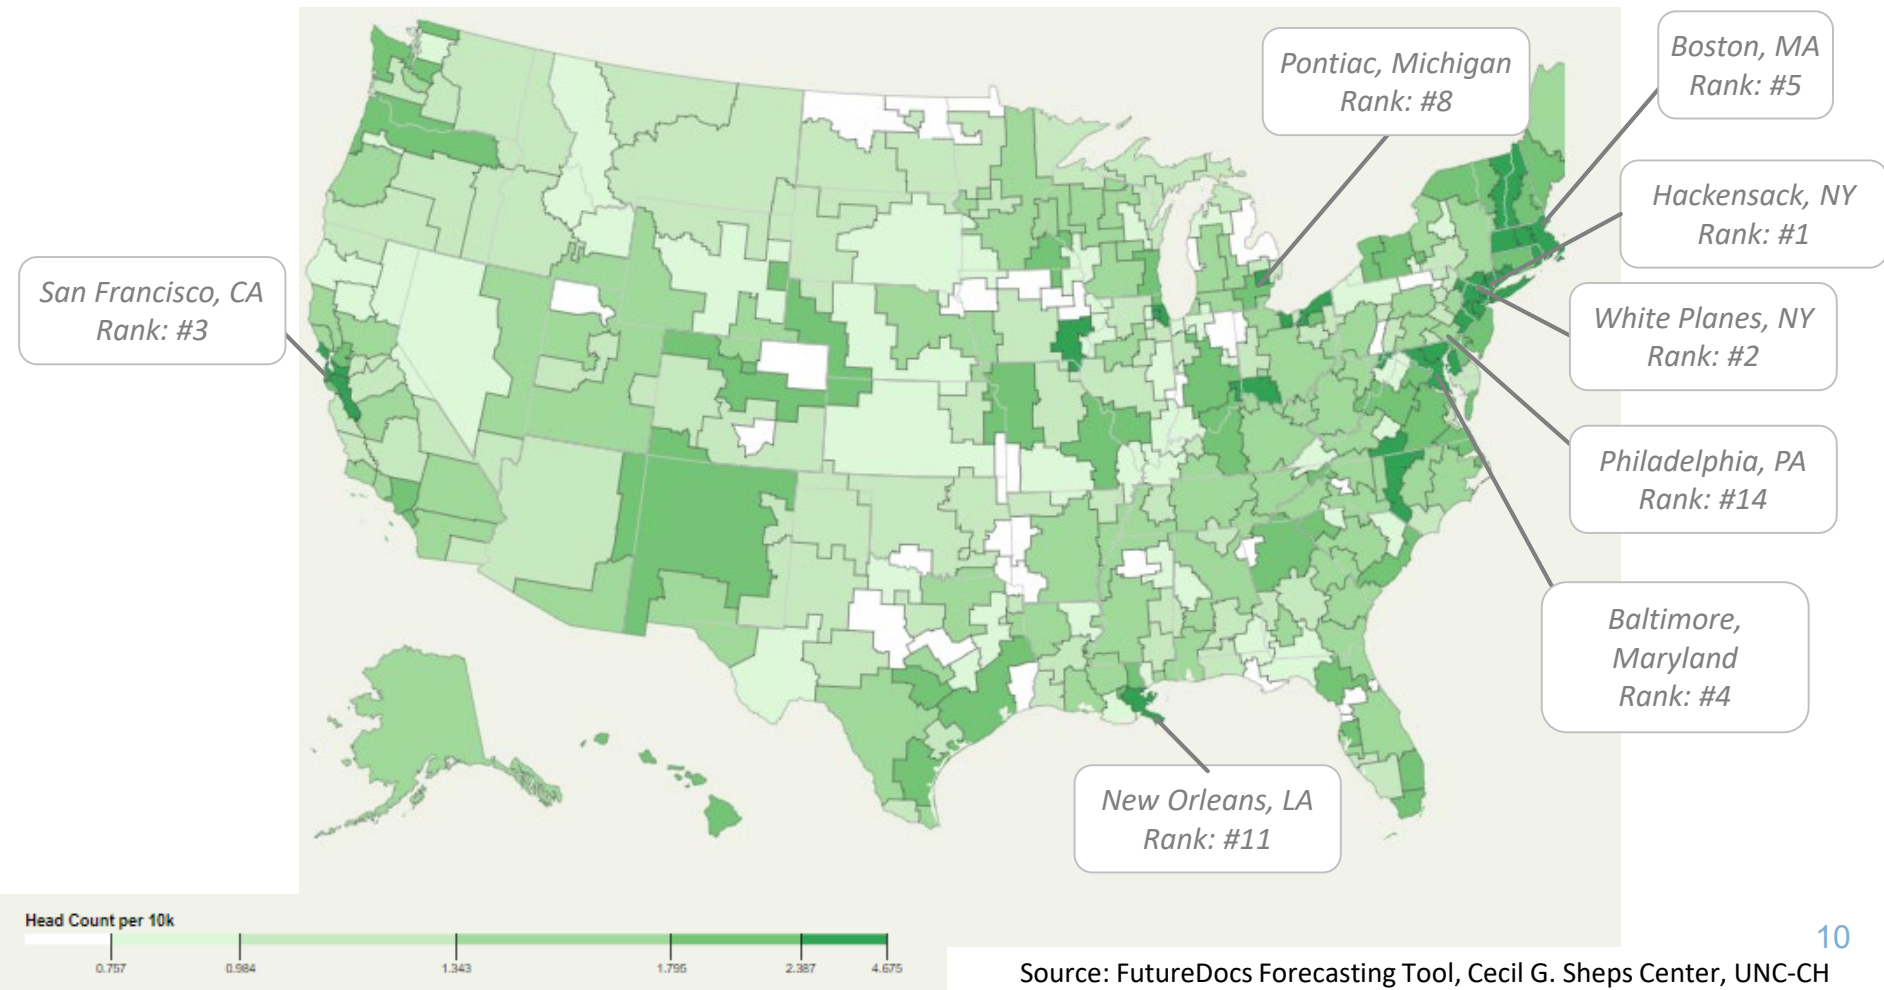 Pontiac, Michigan
Rank: #8
Boston, MA
Rank: #5
Hackensack, NY
Rank: #1
San Francisco, CA
Rank: #3
White Planes, NY
Rank: #2
Philadelphia, PA
Rank: #14
Baltimore,
Maryland
Rank: #4
New Orleans, LA
Rank: #11
Head Count per 10k
0.757 0.984 1.343 1.795 2.387 4.675
10
Source: FutureDocs Forecasting Tool, Cecil G. Sheps Center, UNC-CH